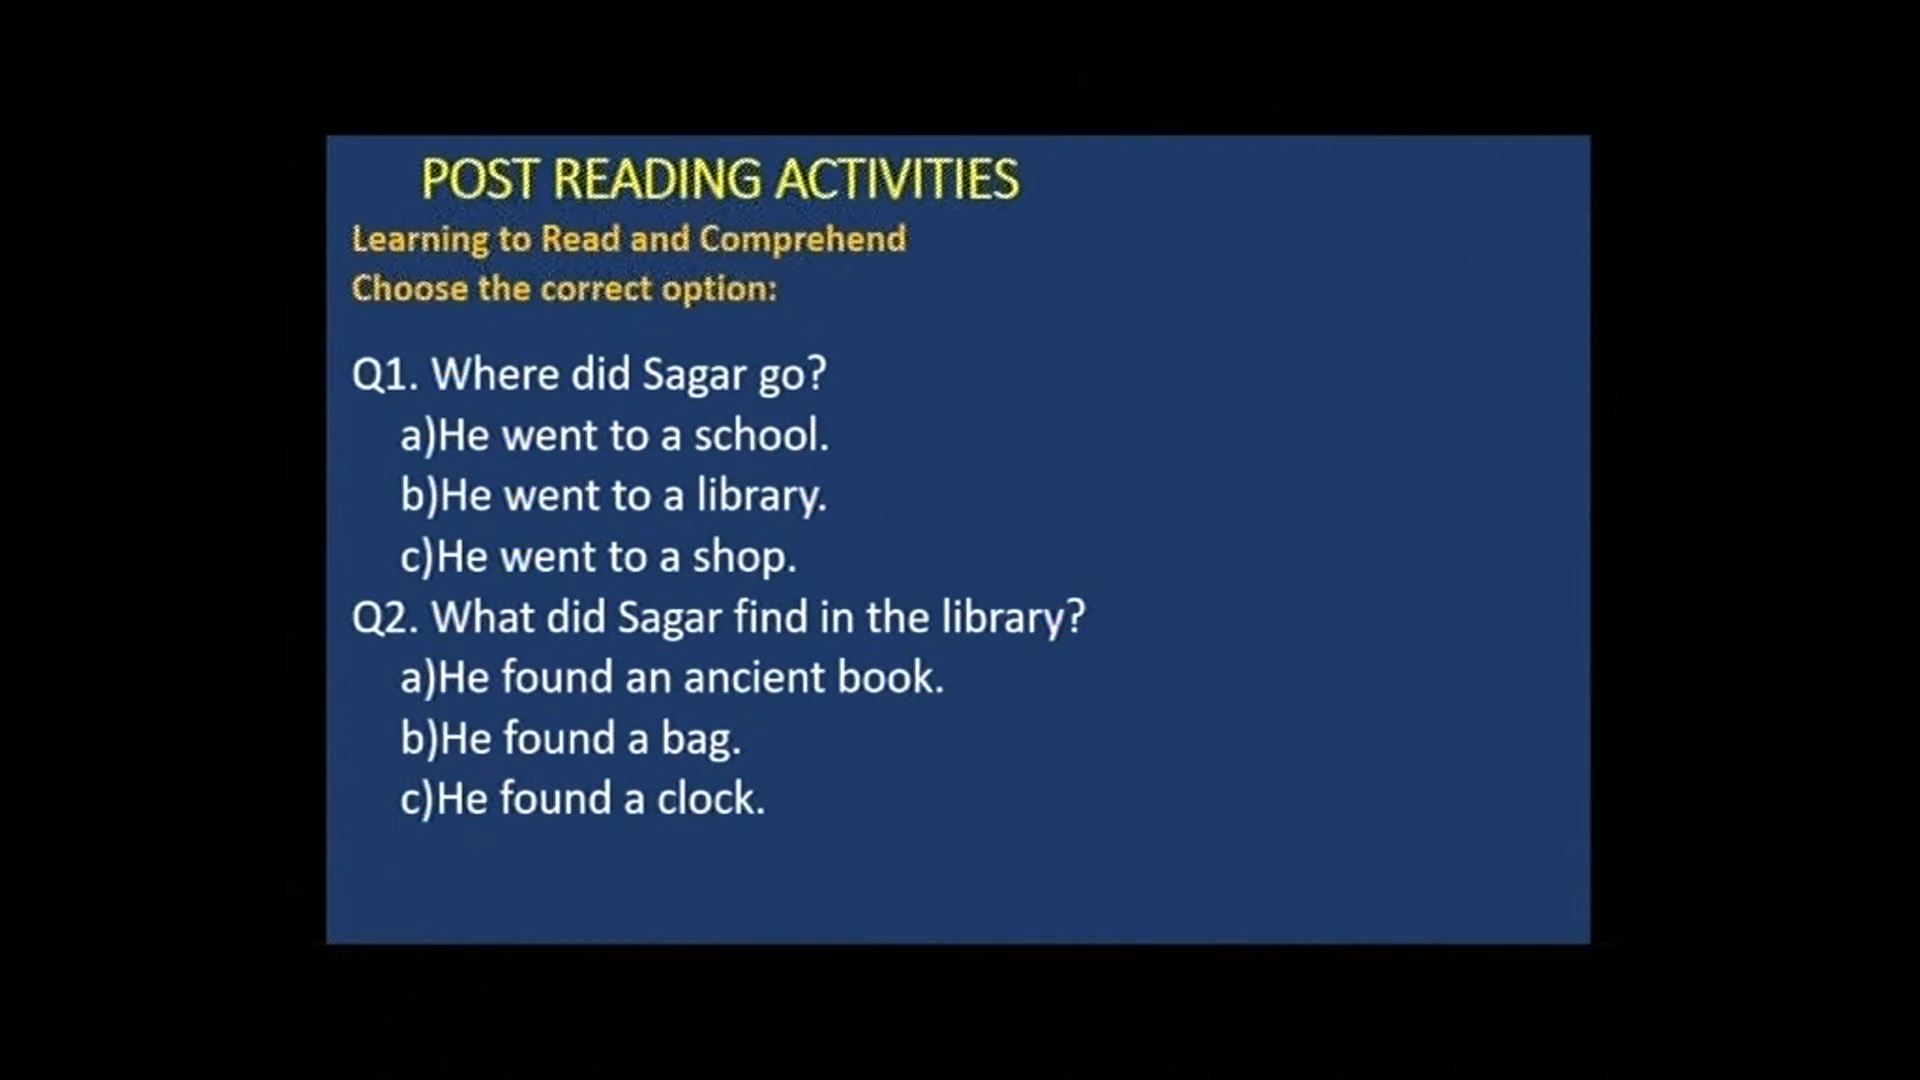 POST READING ACTIVITIES
Learning to Read and Comprehend
Choose the correct option:
Q1. Where did Sagar go?
a)He went to a school.
b)He went to a library.
c)He went to a shop.
Q2. What did Sagar find in the library?
a)He found an ancient book.
b)He found a bag.
c)He found a clock.